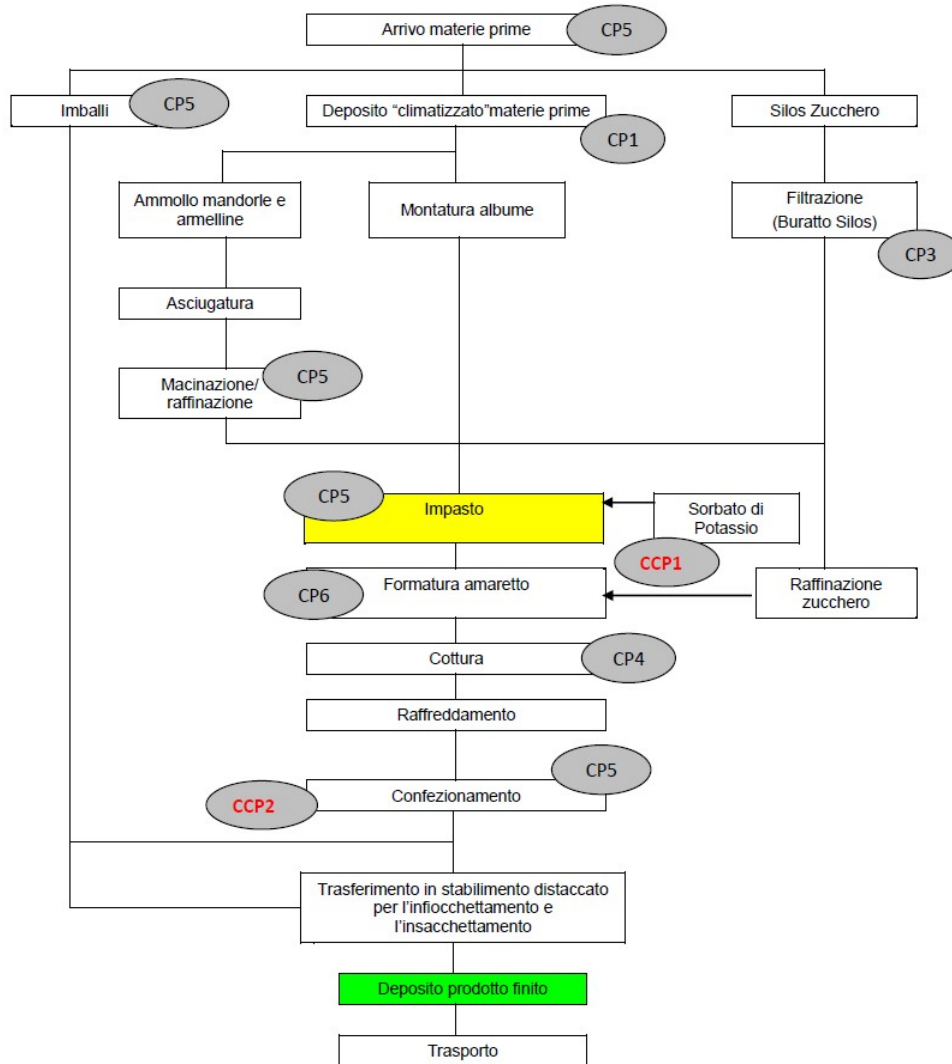 Arrivo materie prime
CP5
Imballi
CP5
Deposito "climatizzato"materie prime
CP1
Silos Zucchero
Ammollo mandorle e
armelline
Montatura albume
Filtrazione
(Buratto Silos)
CP3
Asciugatura
Macinazione/
raffinazione
CP5
CP5
Impasto
Sorbato di
Potassio
CCP1
CP6
Formatura amaretto
Raffinazione
zucchero
Cottura
CP4
Raffreddamento
CP5
CCP2
Confezionamento
Trasferimento in stabilimento distaccato
per l'infiocchettamento e
l'insacchettamento
Deposito prodotto finito
Trasporto